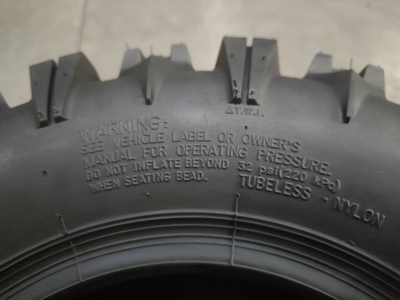 △T.W.I.
WARNING:
SEE VEHICLE LABEL OR OWNER'S
MANUAL FOR OPERATING PRESSURE.
DO NOT INFLATE BEYOND 32 psi(220 kPa)
WHEN SEATING BEAD.
TUBELESS · NYLON